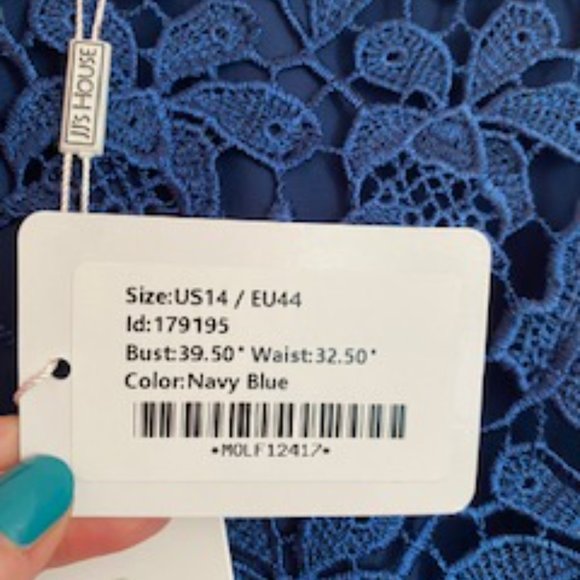 JJ'S HOUSE
Size:US14 / EU44
Id:179195
Bust:39.50" Waist:32.50"
Color:Navy Blue
*MOLF12417*